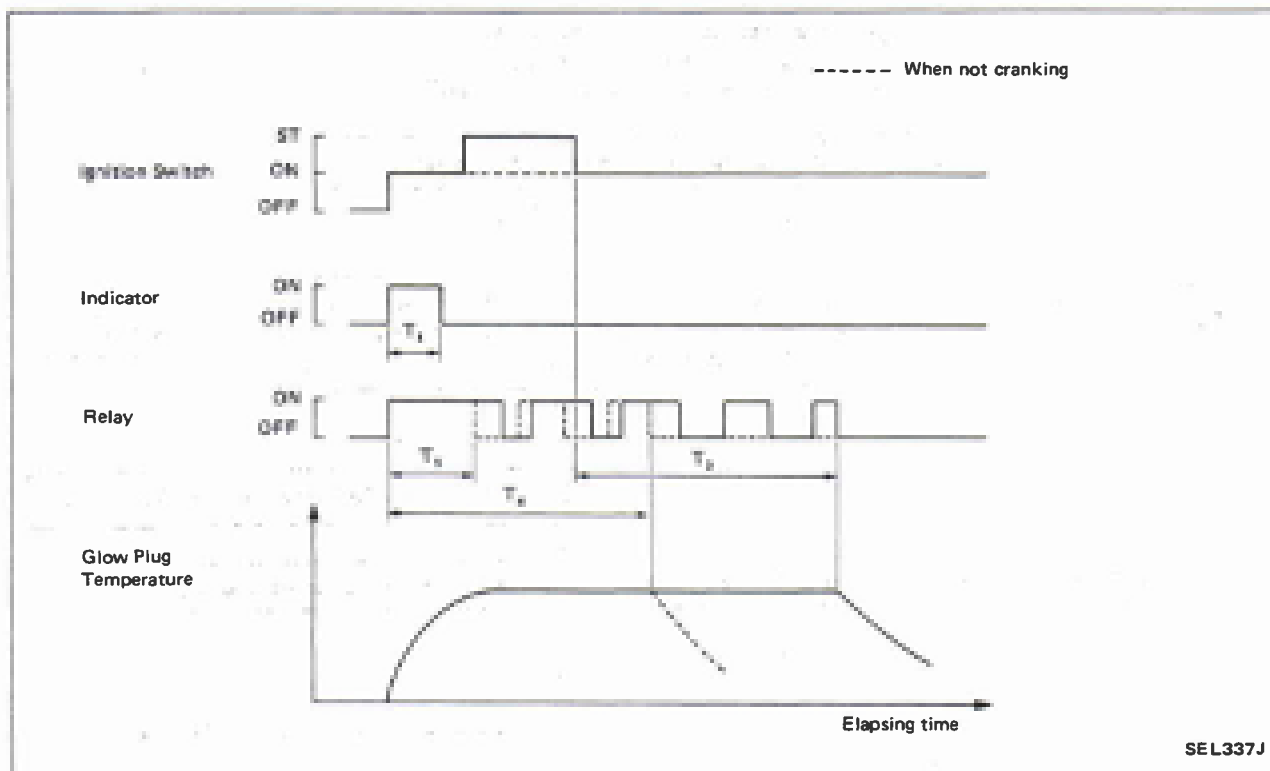 ------- When not cranking
Ignition Switch
ST
ON
OFF
Indicator
ON
OFF
Relay
ON
OFF
Glow Plug
Temperature
Elapsing time
SEL337J